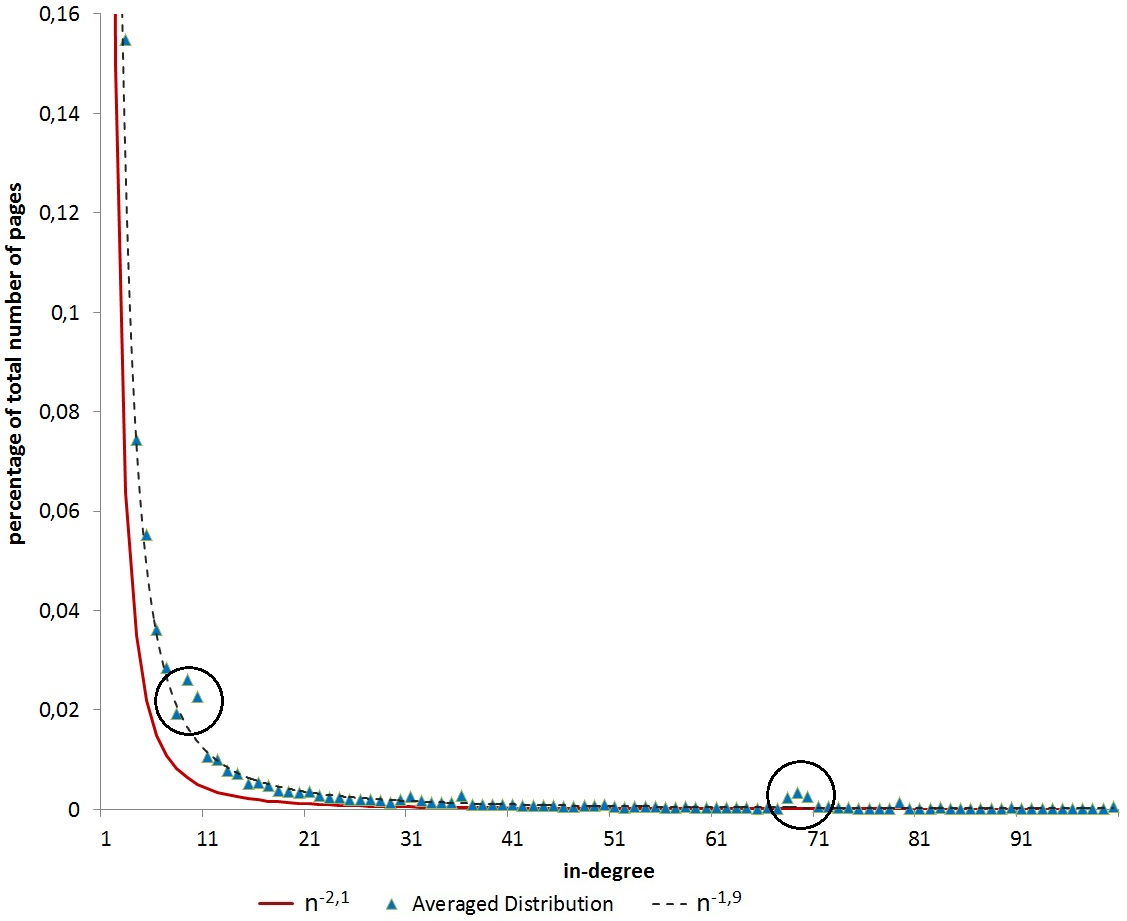 0,16
0,14
0,12
0,1
0,08
0,06
0,04
0,02
0
percentage of total number of pages
1 11 21 31 41 51 61 71 81 91
in-degree
n-2,1 Averaged Distribution n-1,9